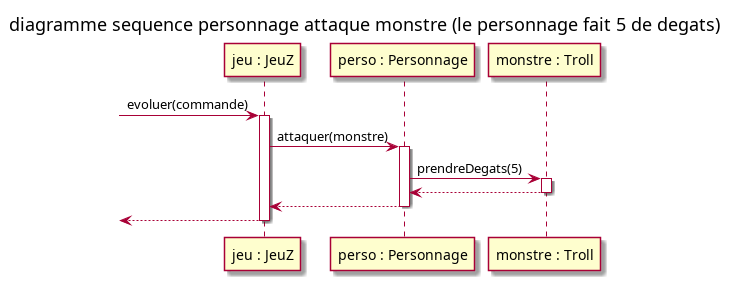 diagramme sequence personnage attaque monstre (le personnage fait 5 de degats)
jeu : JeuZ
perso : Personnage
monstre : Troll
evoluer(commande)
attaquer(monstre)
prendreDegats(5)
jeu : JeuZ
perso : Personnage
monstre : Troll